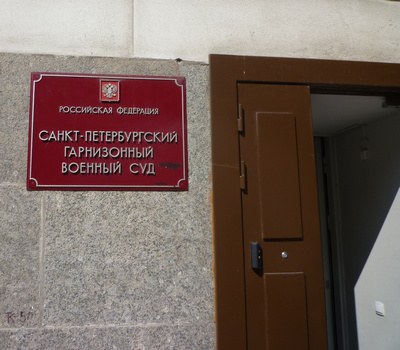 РОССИЙСКАЯ ФЕДЕРАЦИЯ
САНКТ-ПЕТЕРБУРГСКИЙ
ГАРНИЗОННЫЙ
ВОЕННЫЙ СУД